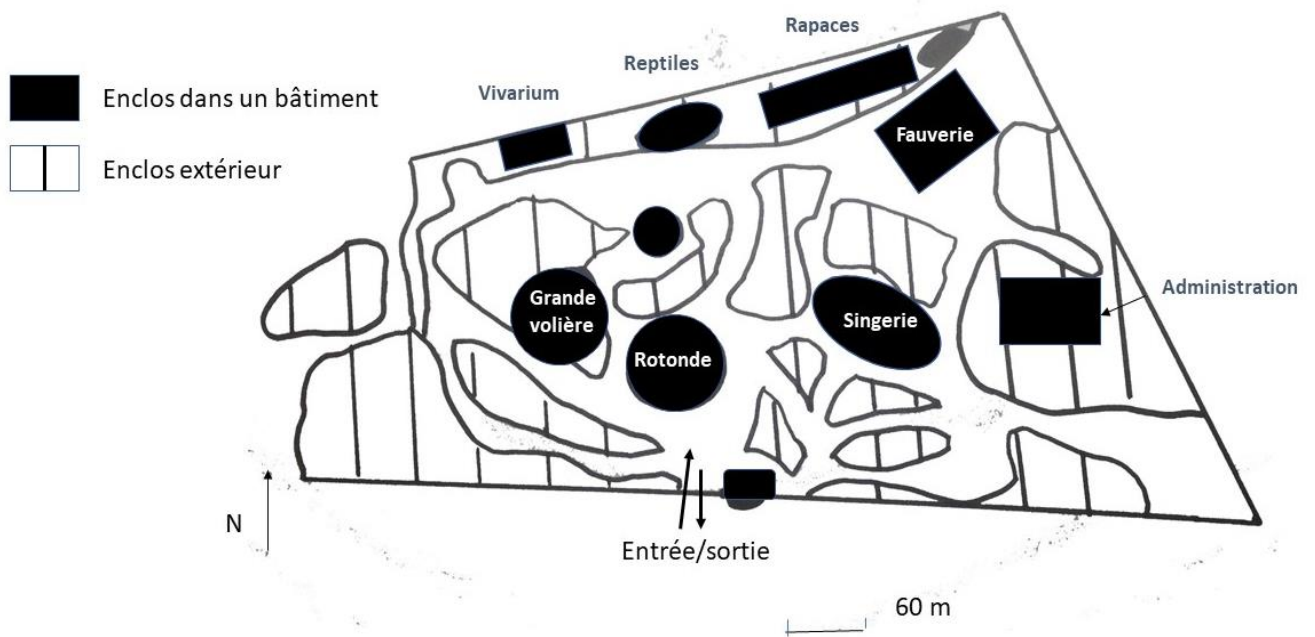 Rapaces
Reptiles
Vivarium
Enclos dans un bâtiment
Enclos extérieur
Fauverie
Administration
Grande
volière
Singerie
Rotonde
N
Entrée/sortie
60 m